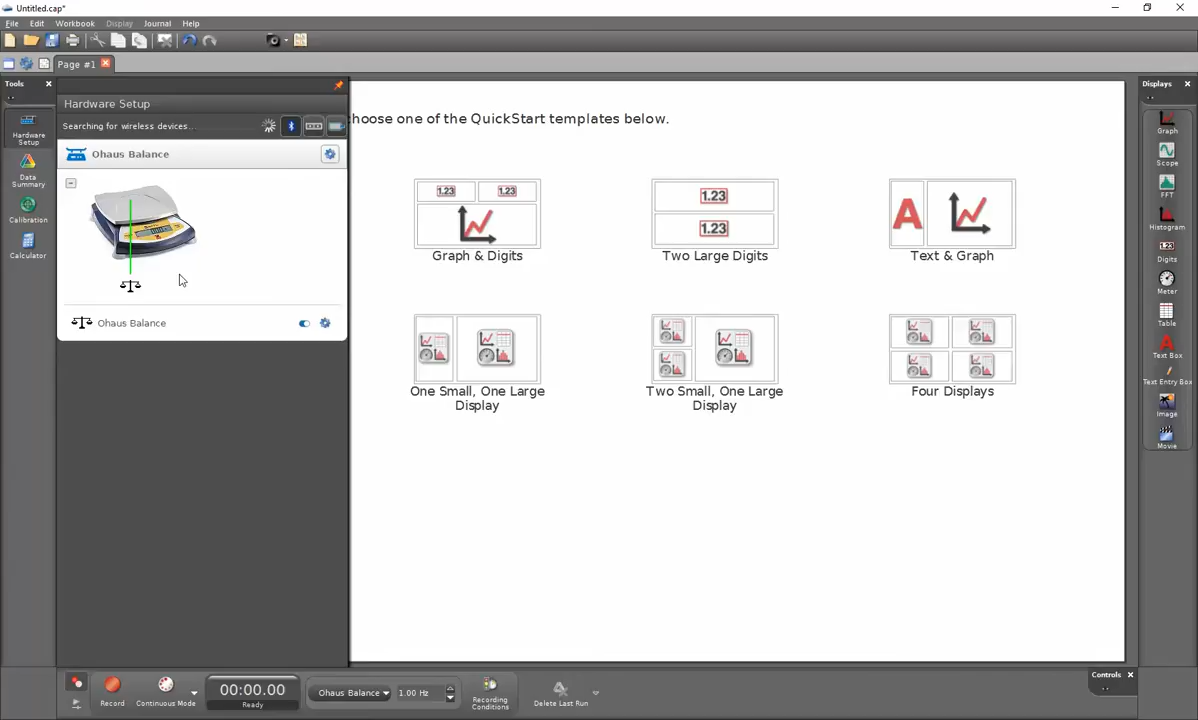 Untitled.cap*
File Edit Workbook Display Journal Help
Page #1
Tools
Hardware Setup
Data Summary
Calibration
Calculator
Hardware Setup
Searching for wireless devices...
Ohaus Balance
Ohaus Balance
hoose one of the QuickStart templates below.
1.23 1.23
Graph & Digits
1.23
1.23
Two Large Digits
A
Text & Graph
One Small, One Large
Display
Two Small, One Large
Display
Four Displays
Displays
Graph
Scope
FFT
Histogram
1.23
Digits
Meter
Table
Text Box
Text Entry Box
Image
Movie
Record
Continuous Mode
00:00.00
Ready
Ohaus Balance
1.00 Hz
Recording
Conditions
Delete Last Run
Controls